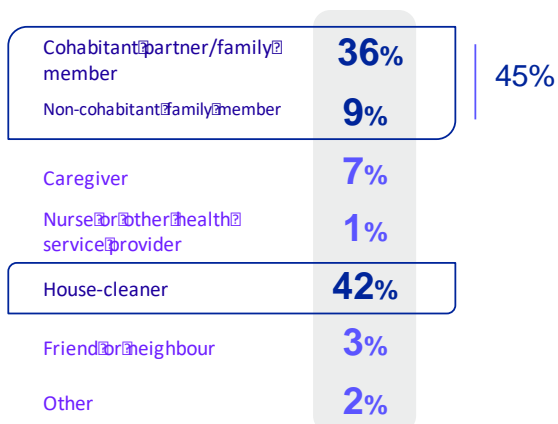 Cohabitant partner/family
member
36%
45%
Non-cohabitant family member
9%
Caregiver
7%
Nurse or other health
service provider
1%
House-cleaner
42%
Friend or neighbour
3%
Other
2%